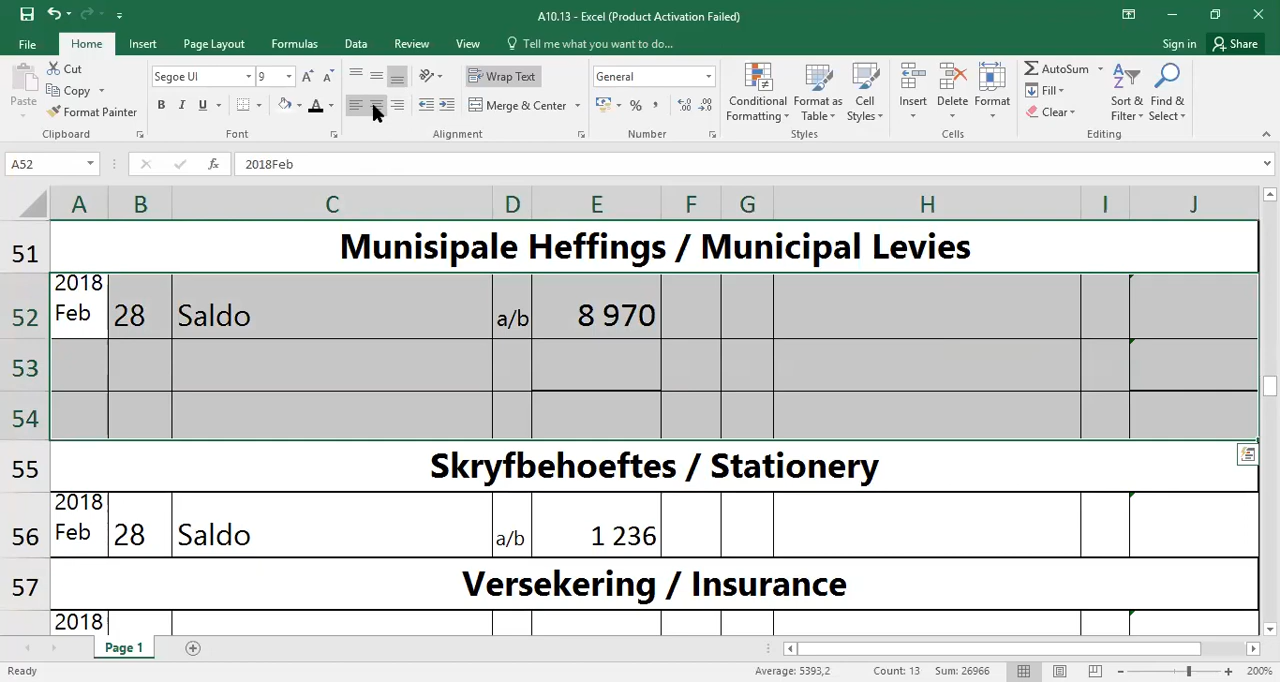 A10.13 - Excel (Product Activation Failed)
File Home Insert Page Layout Formulas Data Review View Tell me what you want to do... Sign in Share
Paste Cut Copy Format Painter
Segoe UI 9
B I U A
Wrap Text
Merge & Center
General
% ,
Conditional Formatting Format as Table Cell Styles
Insert Delete Format
AutoSum Fill Clear
Sort & Filter Find & Select
Clipboard Font Alignment Number Styles Cells Editing
A52 fx 2018Feb
A B C D E F G H I J
51 Munisipale Heffings / Municipal Levies
2018
52 Feb 28 Saldo a/b 8 970
53
54
55 Skryfbehoeftes / Stationery
2018
56 Feb 28 Saldo a/b 1 236
57 Versekering / Insurance
2018
Page 1
Ready Average: 5393,2 Count: 13 Sum: 26966 200%